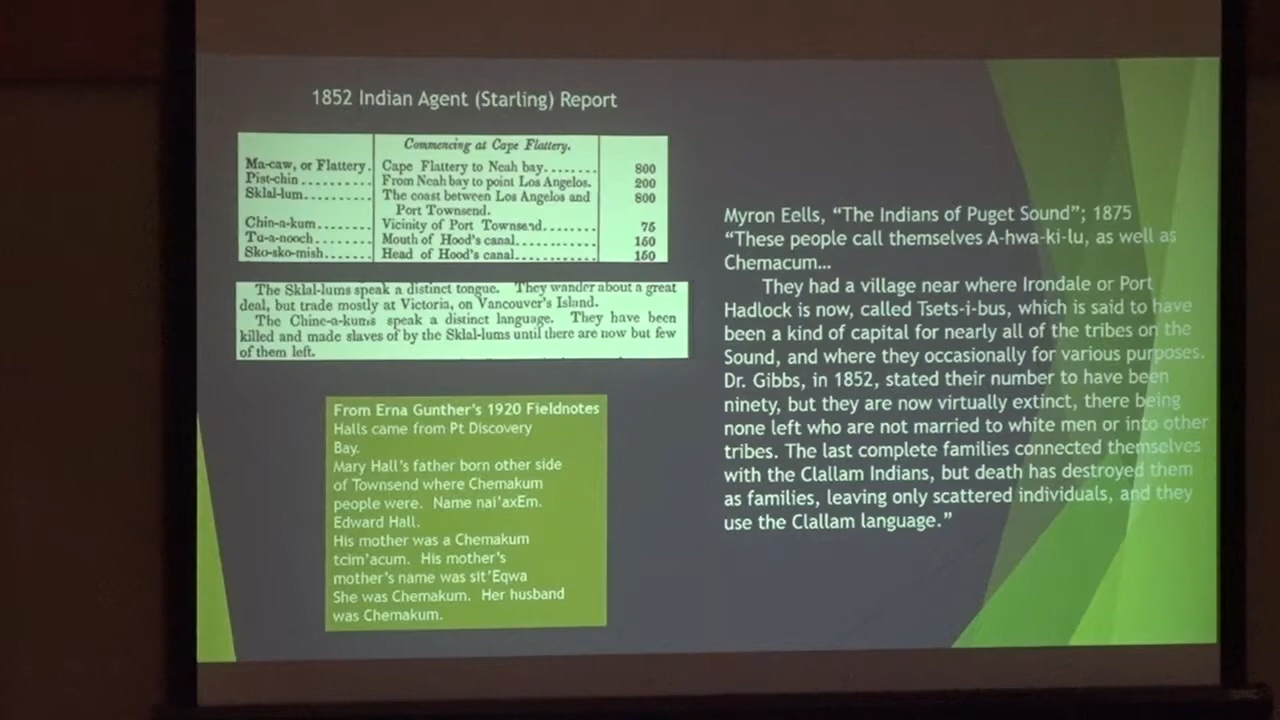 1852 Indian Agent (Starling) Report
Commencing at Cape Flattery.
Ma-caw, or Flattery. Cape Flattery to Neah bay........ 800
Pist-chin .......... From Neah bay to point Los Angelos. 200
Sklal-lum.......... The coast between Los Angelos and 800
Port Townsend.
Chin-a-kum........ Vicinity of Port Townsend......... 75
Tu-a-nooch........ Mouth of Hood's canal............ 150
Sko-sko-mish....... Head of Hood's canal............ 150
The Sklal-lums speak a distinct tongue. They wander about a great
deal, but trade mostly at Victoria, on Vancouver's Island.
The Chine-a-kums speak a distinct language. They have been
killed and made slaves of by the Sklal-lums until there are now but few
of them left.
From Erna Gunther's 1920 Fieldnotes
Halls came from Pt Discovery
Bay.
Mary Hall's father born other side
of Townsend where Chemakum
people were. Name nai'axEm.
Edward Hall.
His mother was a Chemakum
tcim'acum. His mother's
mother's name was sit'Eqwa
She was Chemakum. Her husband
was Chemakum.
Myron Eells, “The Indians of Puget Sound”; 1875
“These people call themselves A-hwa-ki-lu, as well as
Chemacum…
They had a village near where Irondale or Port
Hadlock is now, called Tsets-i-bus, which is said to have
been a kind of capital for nearly all of the tribes on the
Sound, and where they occasionally for various purposes.
Dr. Gibbs, in 1852, stated their number to have been
ninety, but they are now virtually extinct, there being
none left who are not married to white men or into other
tribes. The last complete families connected themselves
with the Clallam Indians, but death has destroyed them
as families, leaving only scattered individuals, and they
use the Clallam language.”